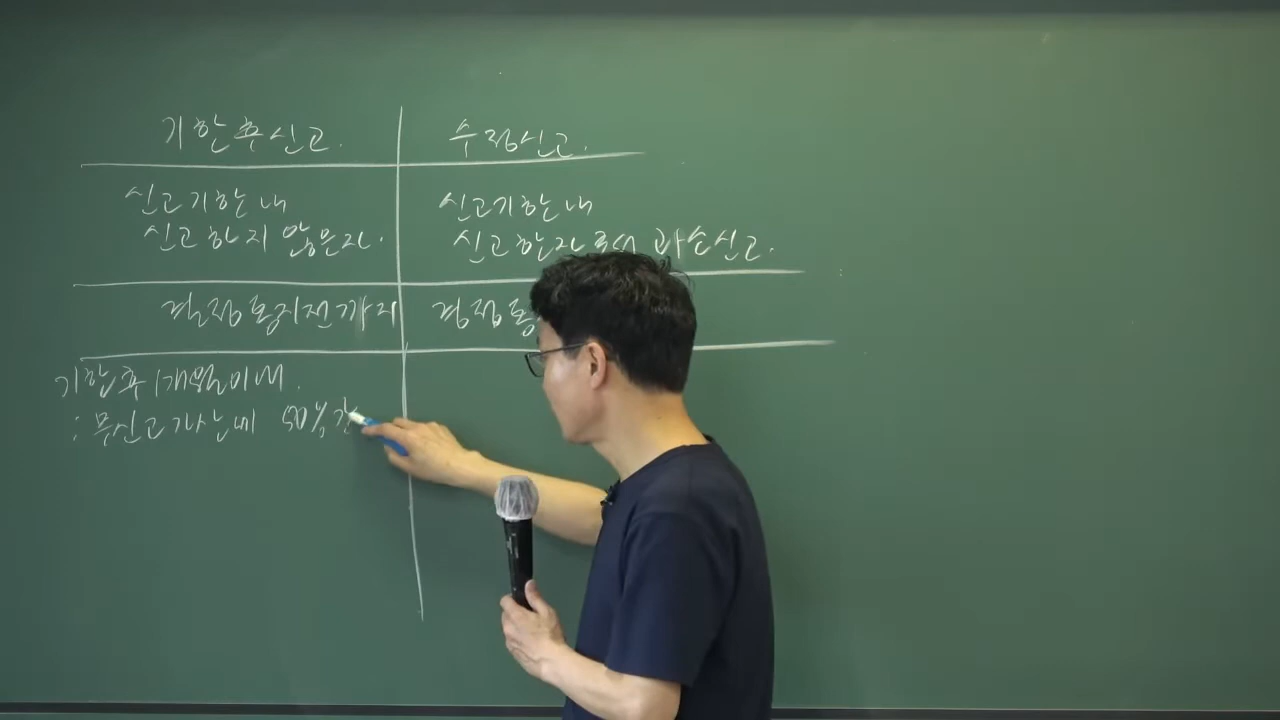 기한후신고.
수정신고.
신고기한내
신고하지 않은자.
신고기한내
신고한자로서 과소신고.
결정통지전까지
경정통
기한후 1개월이내.
: 무신고가산세 50% 감